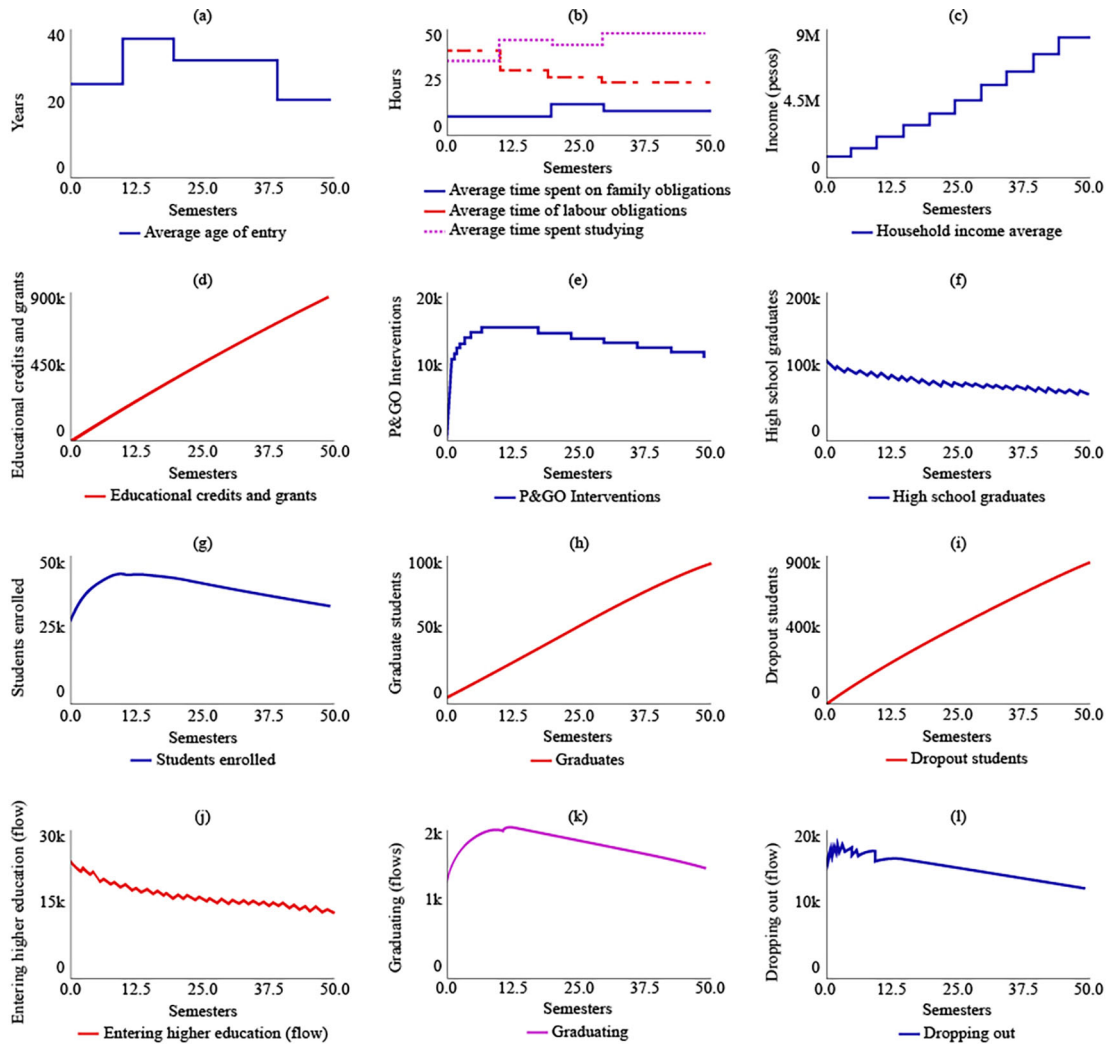 (a)
Years
40
20
0
0.0 12.5 25.0 37.5 50.0
Semesters
Average age of entry
(b)
Hours
50
25
0
0.0 12.5 25.0 37.5 50.0
Semesters
Average time spent on family obligations
Average time of labour obligations
Average time spent studying
(c)
Income (pesos)
9M
4.5M
0
0.0 12.5 25.0 37.5 50.0
Semesters
Household income average
(d)
Educational credits and grants
900k
450k
0
0.0 12.5 25.0 37.5 50.0
Semesters
Educational credits and grants
(e)
P&GO Interventions
20k
10k
0
0.0 12.5 25.0 37.5 50.0
Semesters
P&GO Interventions
(f)
High school graduates
200k
100k
0
0.0 12.5 25.0 37.5 50.0
Semesters
High school graduates
(g)
Students enrolled
50k
25k
0
0.0 12.5 25.0 37.5 50.0
Semesters
Students enrolled
(h)
Graduate students
100k
50k
0
0.0 12.5 25.0 37.5 50.0
Semesters
Graduates
(i)
Dropout students
900k
400k
0
0.0 12.5 25.0 37.5 50.0
Semesters
Dropout students
(j)
Entering higher education (flow)
30k
15k
0
0.0 12.5 25.0 37.5 50.0
Semesters
Entering higher education (flow)
(k)
Graduating (flows)
2k
1k
0
0.0 12.5 25.0 37.5 50.0
Semesters
Graduating
(l)
Dropping out (flow)
20k
10k
0
0.0 12.5 25.0 37.5 50.0
Semesters
Dropping out